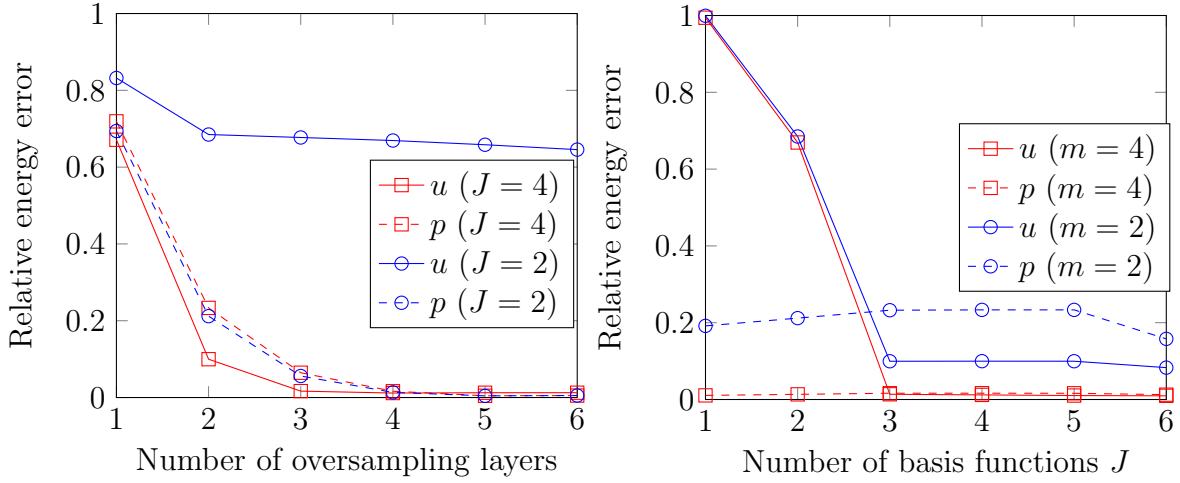 Relative energy error
1
0.8
0.6
0.4
0.2
0
1 2 3 4 5 6
Number of oversampling layers
u (J = 4)
p (J = 4)
u (J = 2)
p (J = 2)
Relative energy error
1
0.8
0.6
0.4
0.2
0
1 2 3 4 5 6
Number of basis functions J
u (m = 4)
p (m = 4)
u (m = 2)
p (m = 2)